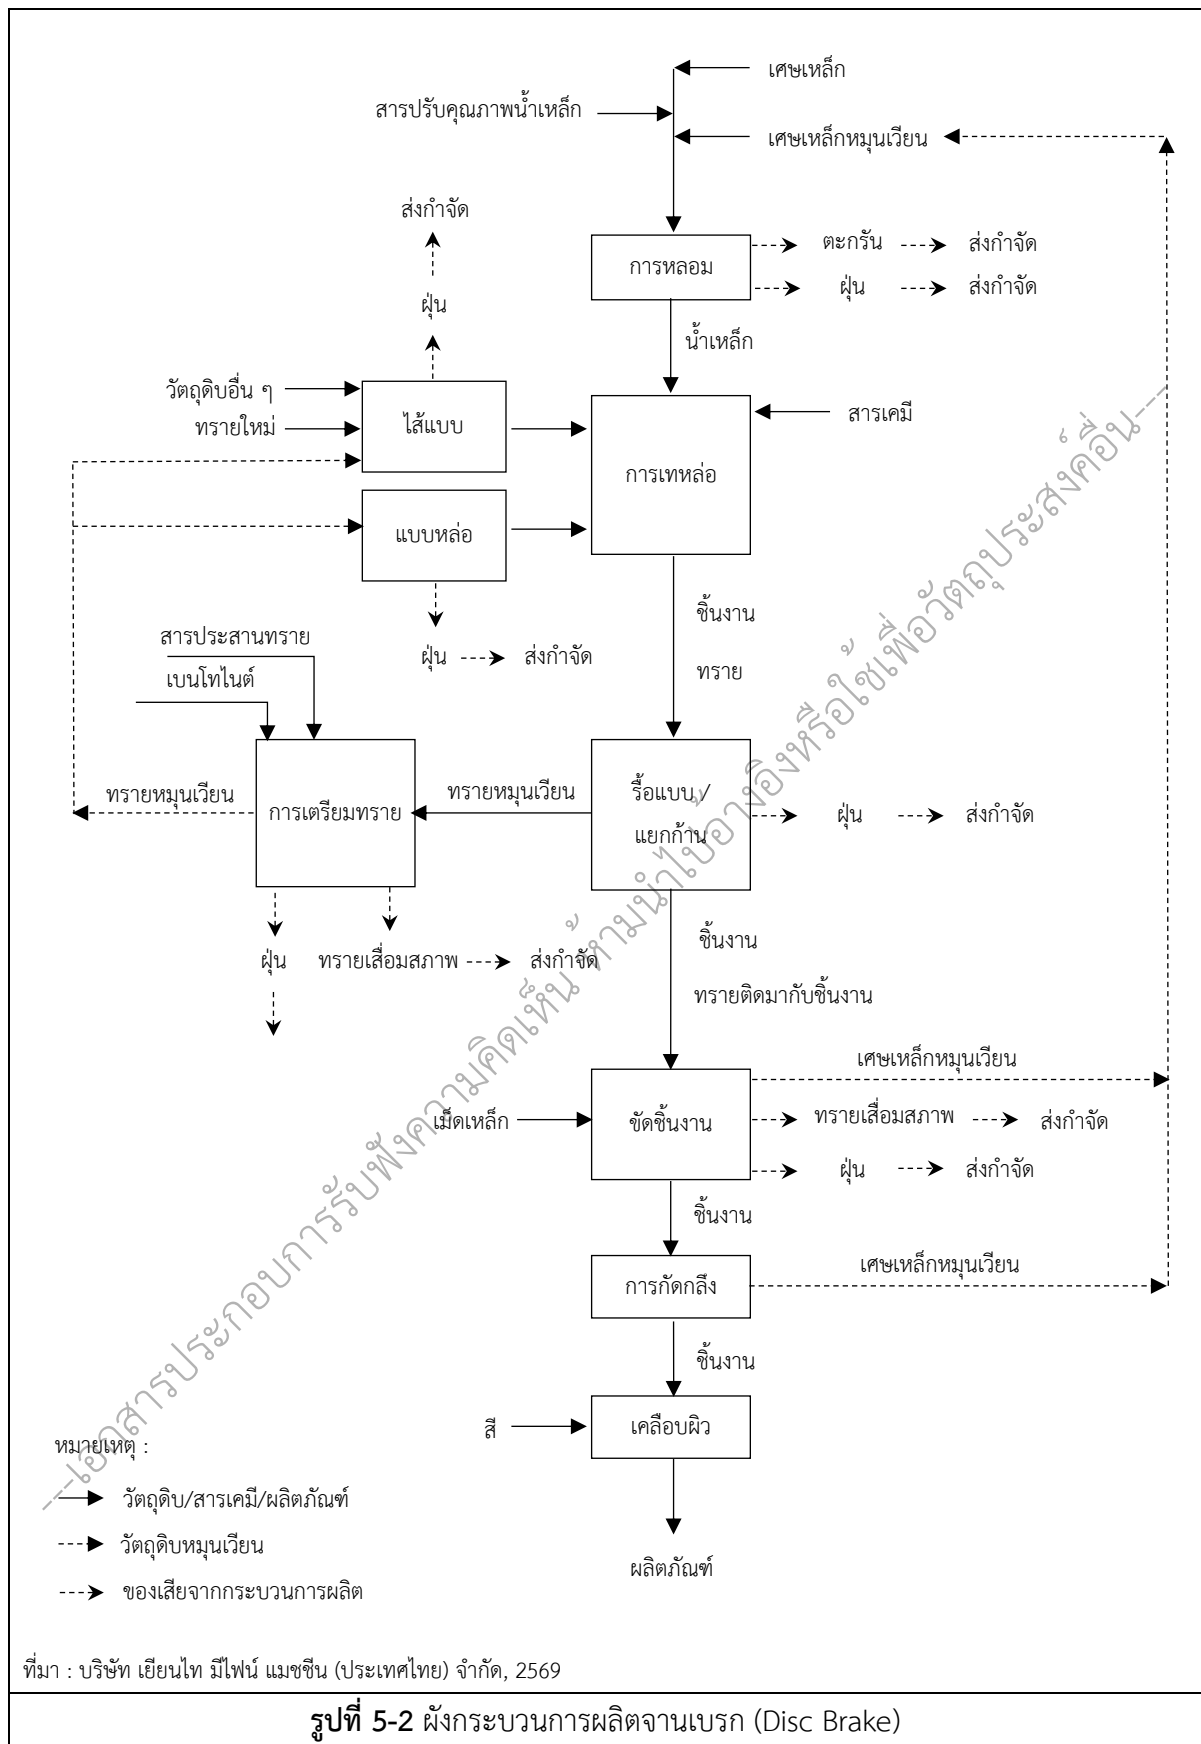 เศษเหล็ก
สารปรับคุณภาพน้ำเหล็ก
เศษเหล็กหมุนเวียน
ส่งกำจัด
ตะกรัน
ส่งกำจัด
การหลอม
ฝุ่น
ส่งกำจัด
ฝุ่น
น้ำเหล็ก
วัตถุดิบอื่น ๆ
ทรายใหม่
ไส้แบบ
สารเคมี
การเทหล่อ
แบบหล่อ
ชิ้นงาน
ฝุ่น
ส่งกำจัด
ทราย
สารประสานทราย
เบนโทไนต์
ทรายหมุนเวียน
การเตรียมทราย
ทรายหมุนเวียน
รื้อแบบ /
แยกก้าน
ฝุ่น
ส่งกำจัด
ชิ้นงาน
ฝุ่น
ทรายเสื่อมสภาพ
ส่งกำจัด
ทรายติดมากับชิ้นงาน
เศษเหล็กหมุนเวียน
เม็ดเหล็ก
ขัดชิ้นงาน
ทรายเสื่อมสภาพ
ส่งกำจัด
ฝุ่น
ส่งกำจัด
ชิ้นงาน
เศษเหล็กหมุนเวียน
การกัดกลึง
ชิ้นงาน
สี
เคลือบผิว
ผลิตภัณฑ์
หมายเหตุ :
วัตถุดิบ/สารเคมี/ผลิตภัณฑ์
วัตถุดิบหมุนเวียน
ของเสียจากกระบวนการผลิต
---เอกสารประกอบการรับฟังความคิดเห็น ห้ามนำไปอ้างอิงหรือใช้เพื่อวัตถุประสงค์อื่น---
ที่มา : บริษัท เยียนไท มีไฟน์ แมชชีน (ประเทศไทย) จำกัด, 2569
รูปที่ 5-2 ผังกระบวนการผลิตจานเบรก (Disc Brake)